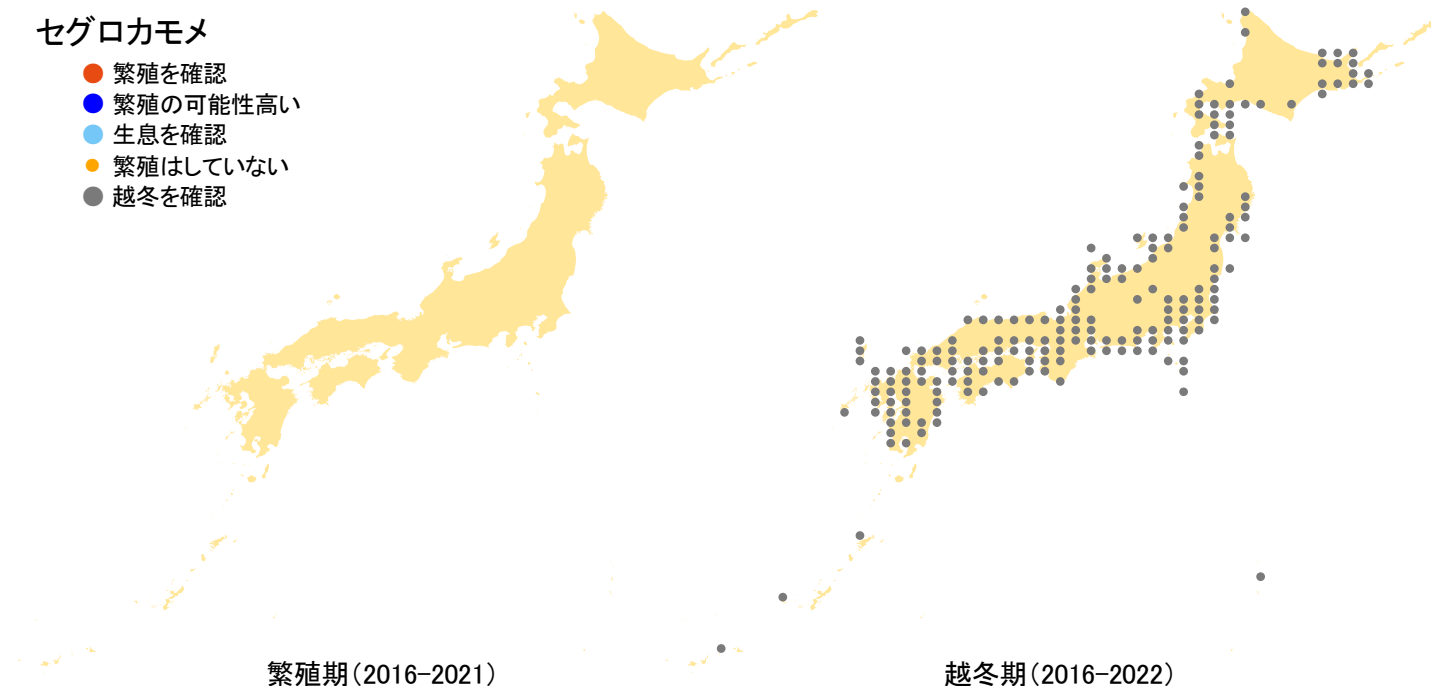 セグロカモメ
繁殖を確認
繁殖の可能性高い
生息を確認
繁殖はしていない
越冬を確認
繁殖期（2016-2021）
越冬期（2016-2022）